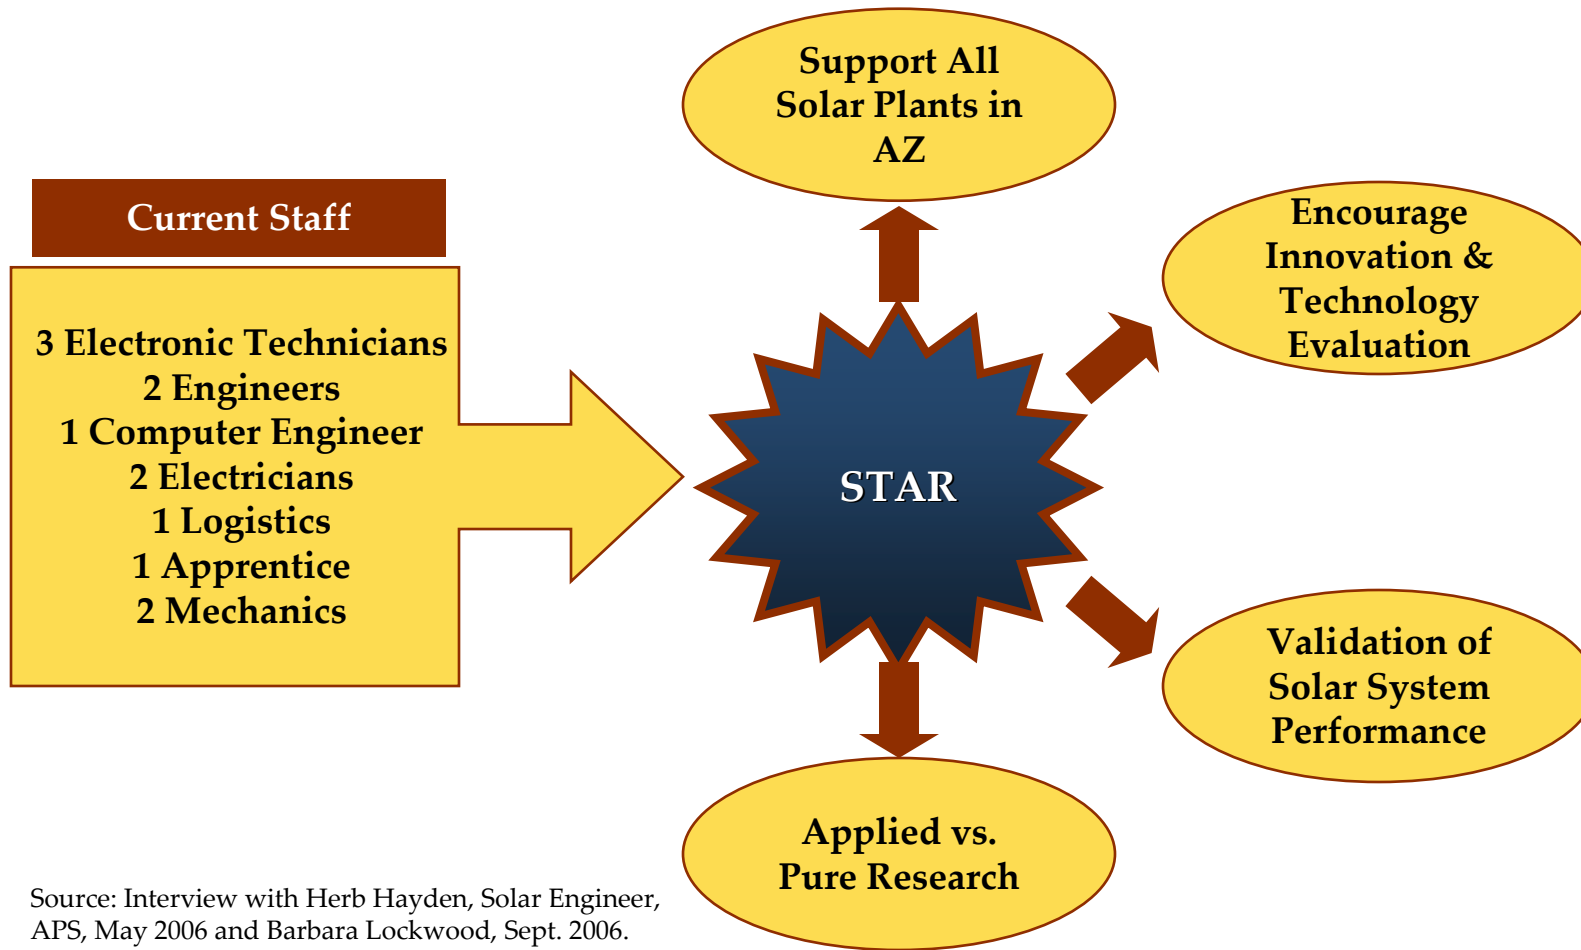 Support All
Solar Plants in
AZ
Current Staff
Encourage
Innovation &
Technology
Evaluation
3 Electronic Technicians
2 Engineers
1 Computer Engineer
2 Electricians
1 Logistics
1 Apprentice
2 Mechanics
STAR
Validation of
Solar System
Performance
Applied vs.
Pure Research
Source: Interview with Herb Hayden, Solar Engineer,
APS, May 2006 and Barbara Lockwood, Sept. 2006.